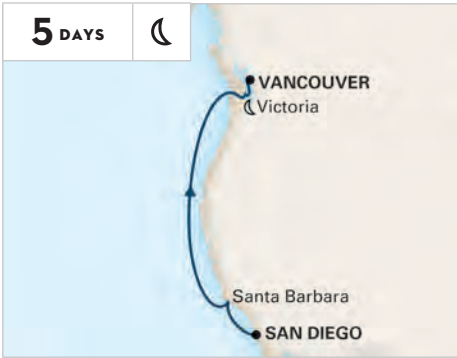 5 DAYS
VANCOUVER
Victoria
Santa Barbara
SAN DIEGO